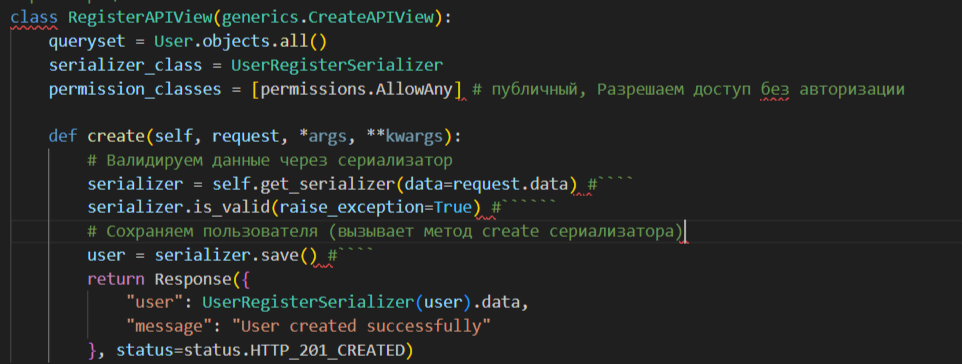 class RegisterAPIView(generics.CreateAPIView):
    queryset = User.objects.all()
    serializer_class = UserRegisterSerializer
    permission_classes = [permissions.AllowAny] # публичный, Разрешаем доступ без авторизации

    def create(self, request, *args, **kwargs):
        # Валидируем данные через сериализатор
        serializer = self.get_serializer(data=request.data) #````
        serializer.is_valid(raise_exception=True) #``````
        # Сохраняем пользователя (вызывает метод create сериализатора)
        user = serializer.save() #````
        return Response({
            "user": UserRegisterSerializer(user).data,
            "message": "User created successfully"
        }, status=status.HTTP_201_CREATED)